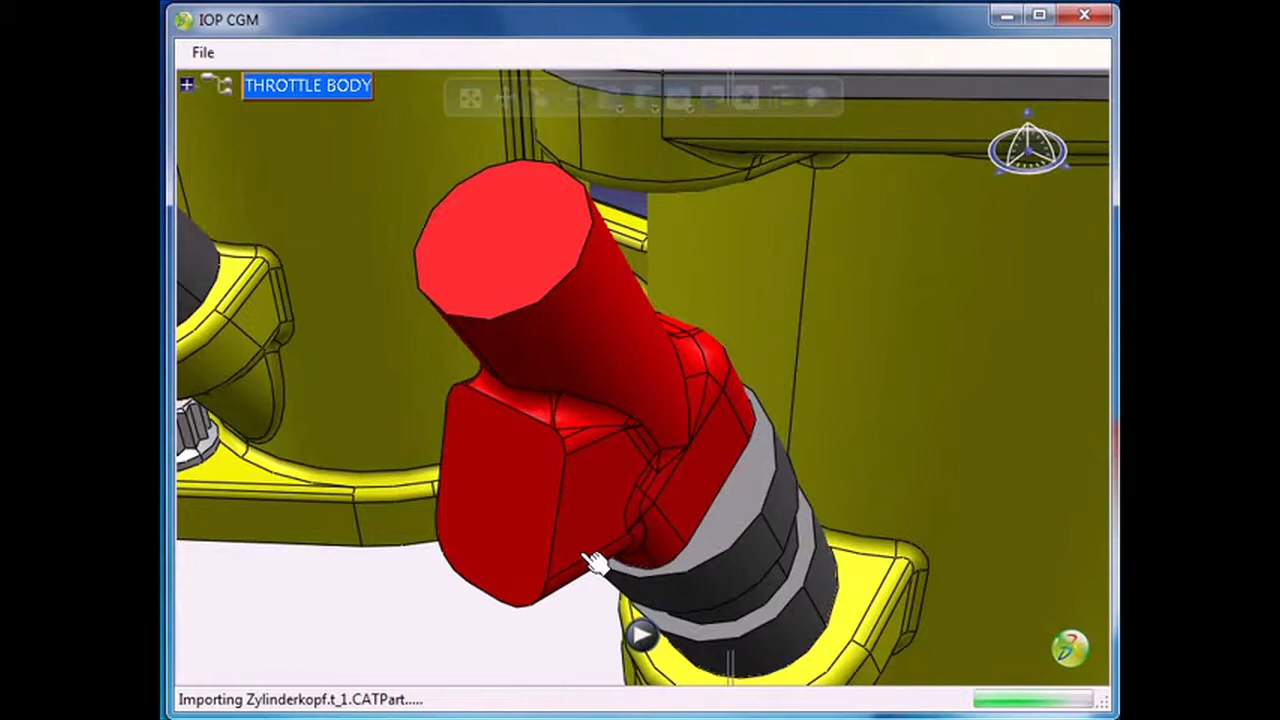 IOP CGM
File
THROTTLE BODY
Importing Zylinderkopf.t_1.CATPart.....